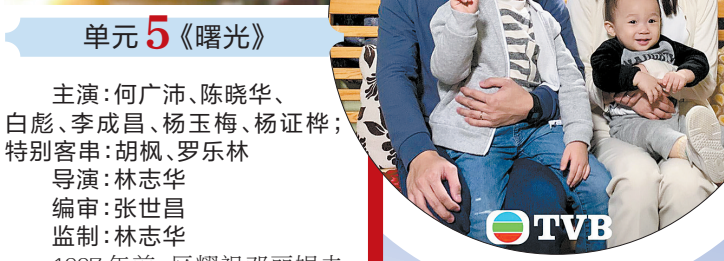 单元5《曙光》
主演:何广沛、陈晓华、
白彪、李成昌、杨玉梅、杨证桦;
特别客串:胡枫、罗乐林
导演:林志华
编审:张世昌
监制:林志华
TVB